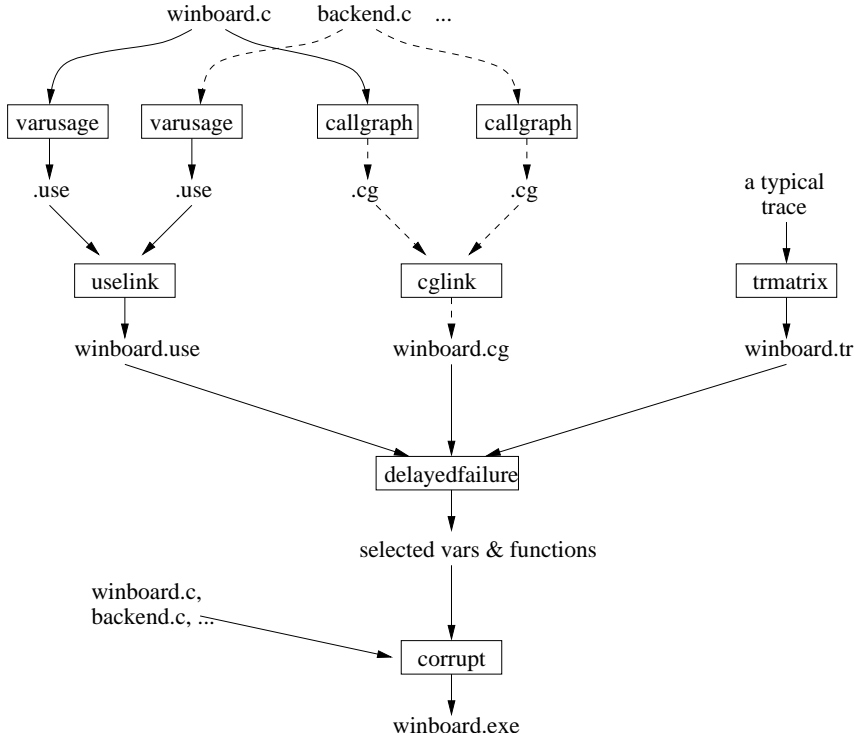 winboard.c backend.c ...
varusage varusage callgraph callgraph
.use .use .cg .cg
a typical
trace
uselink cglink trmatrix
winboard.use winboard.cg winboard.tr
delayedfailure
selected vars & functions
winboard.c,
backend.c, ...
corrupt
winboard.exe